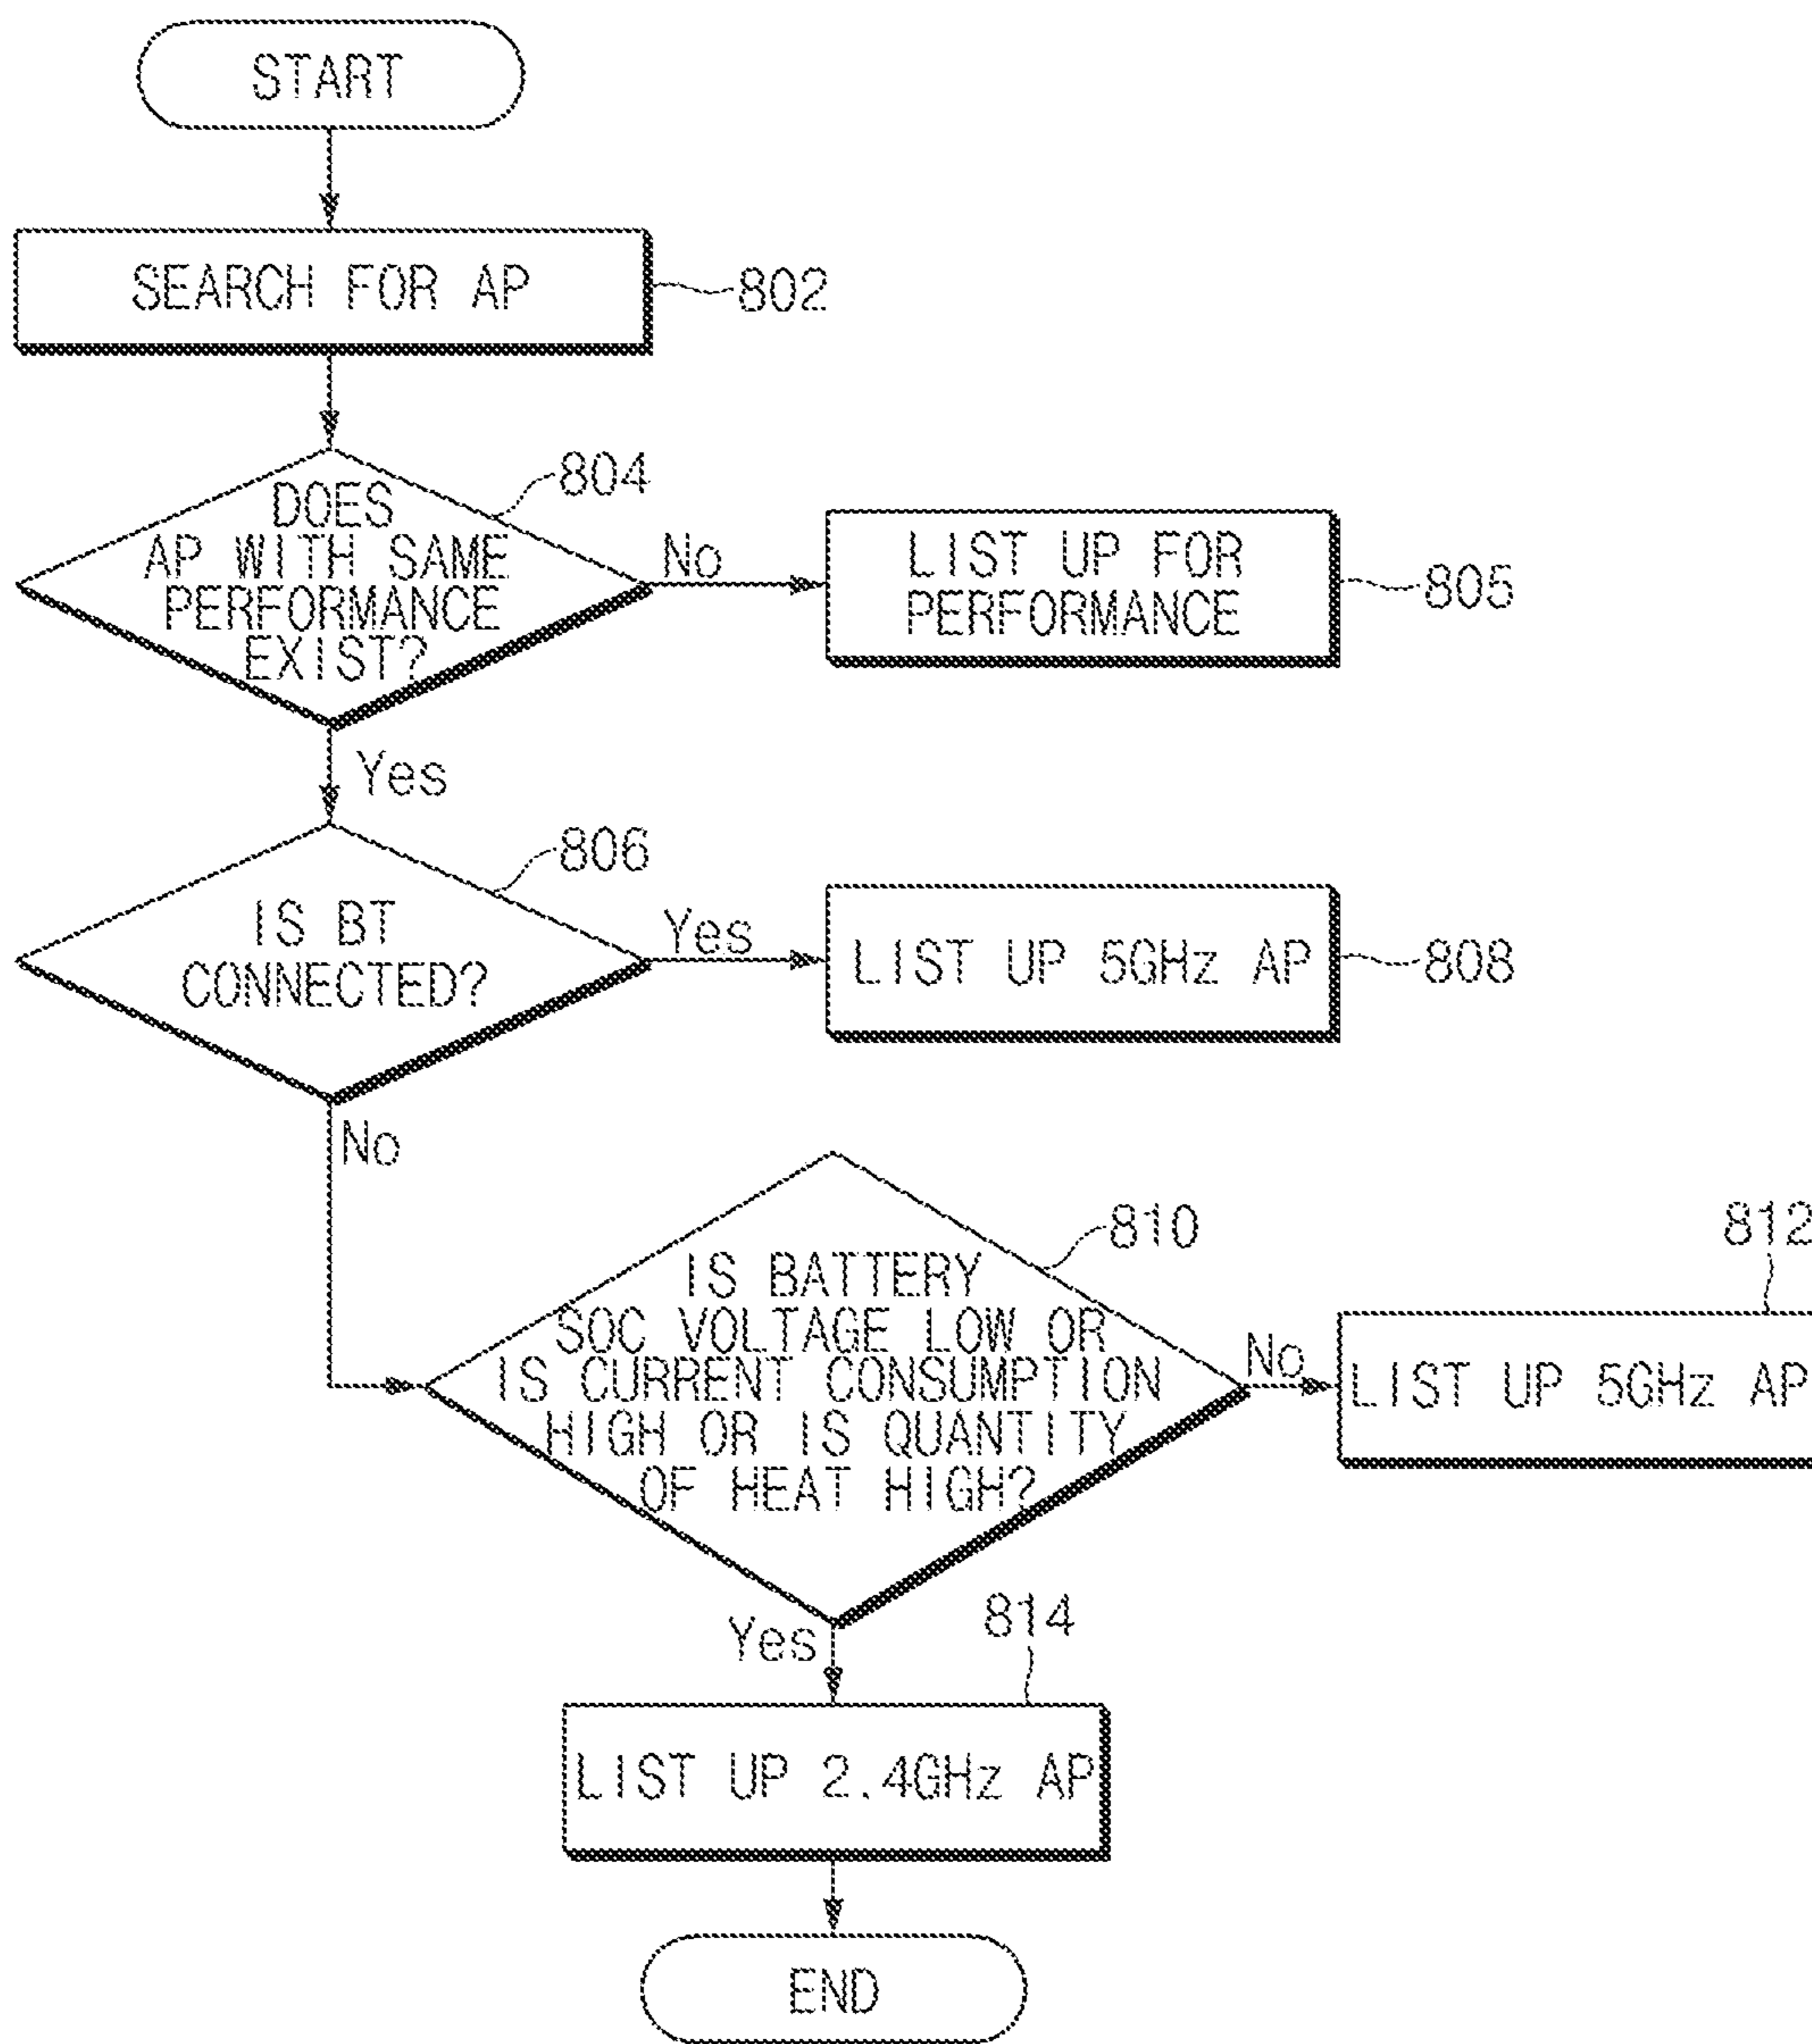 START
SEARCH FOR AP
802
DOES
AP WITH SAME
PERFORMANCE
EXIST?
804
No
LIST UP FOR
PERFORMANCE
805
Yes
IS BT
CONNECTED?
806
Yes
LIST UP 5GHz AP
808
No
IS BATTERY
SOC VOLTAGE LOW OR
IS CURRENT CONSUMPTION
HIGH OR IS QUANTITY
OF HEAT HIGH?
810
No
812
LIST UP 5GHz AP
Yes
814
LIST UP 2.4GHz AP
END